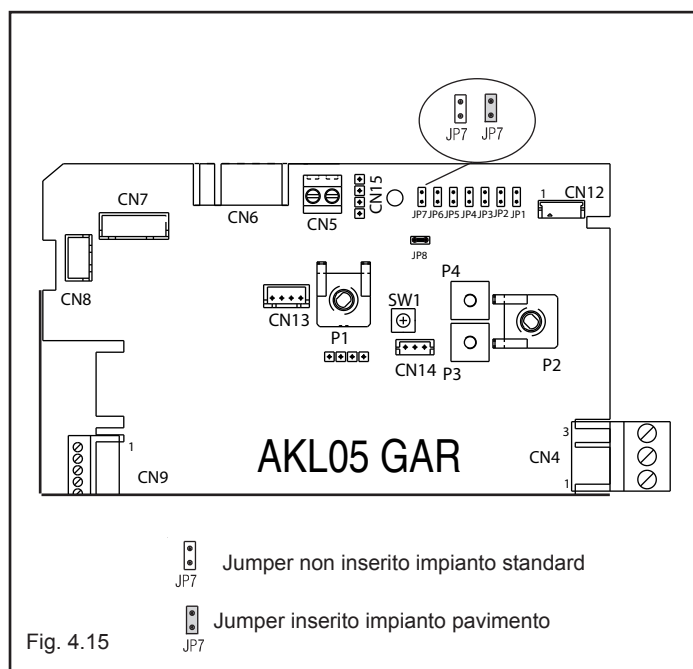 JP7 JP7
CN7
CN6
CN5
CN15
JP7 JP6 JP5 JP4 JP3 JP2 JP1
1 CN12
JP8
CN8
CN13
P1
SW1
P4
CN14
P3
P2
1
CN9
AKL05 GAR
3
CN4
1
JP7 Jumper non inserito impianto standard
JP7 Jumper inserito impianto pavimento
Fig. 4.15